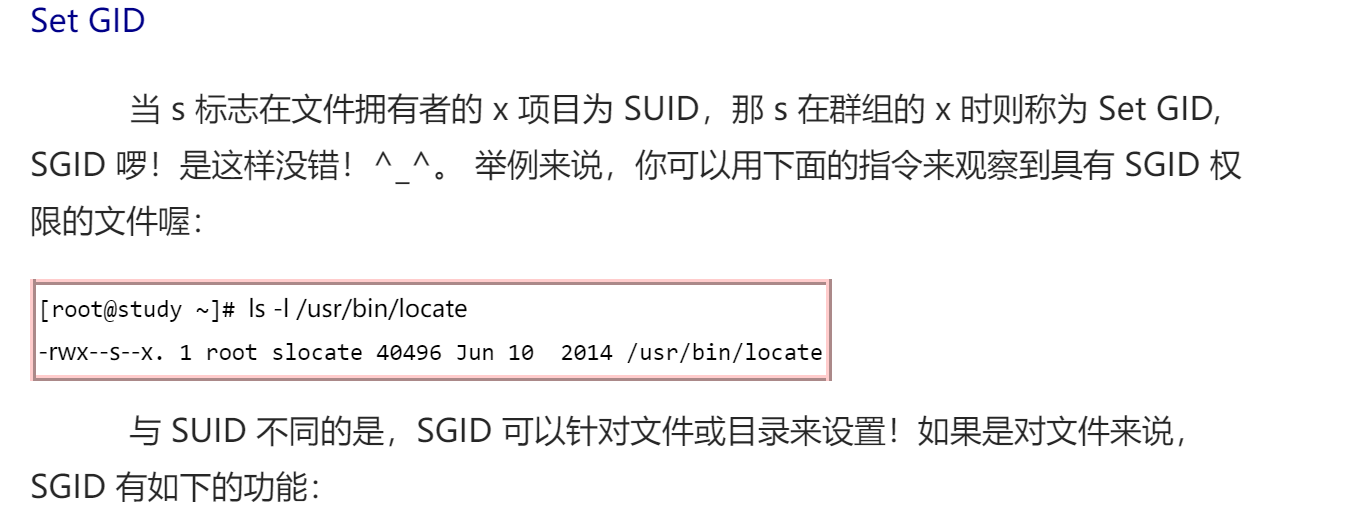 Set GID
当 s 标志在文件拥有者的 x 项目为 SUID，那 s 在群组的 x 时则称为 Set GID,
SGID 啰！是这样没错！^_^。 举例来说，你可以用下面的指令来观察到具有 SGID 权
限的文件喔：
[root@study ~]# ls -l /usr/bin/locate
-rwx--s--x. 1 root slocate 40496 Jun 10  2014 /usr/bin/locate
与 SUID 不同的是，SGID 可以针对文件或目录来设置！如果是对文件来说，
SGID 有如下的功能：